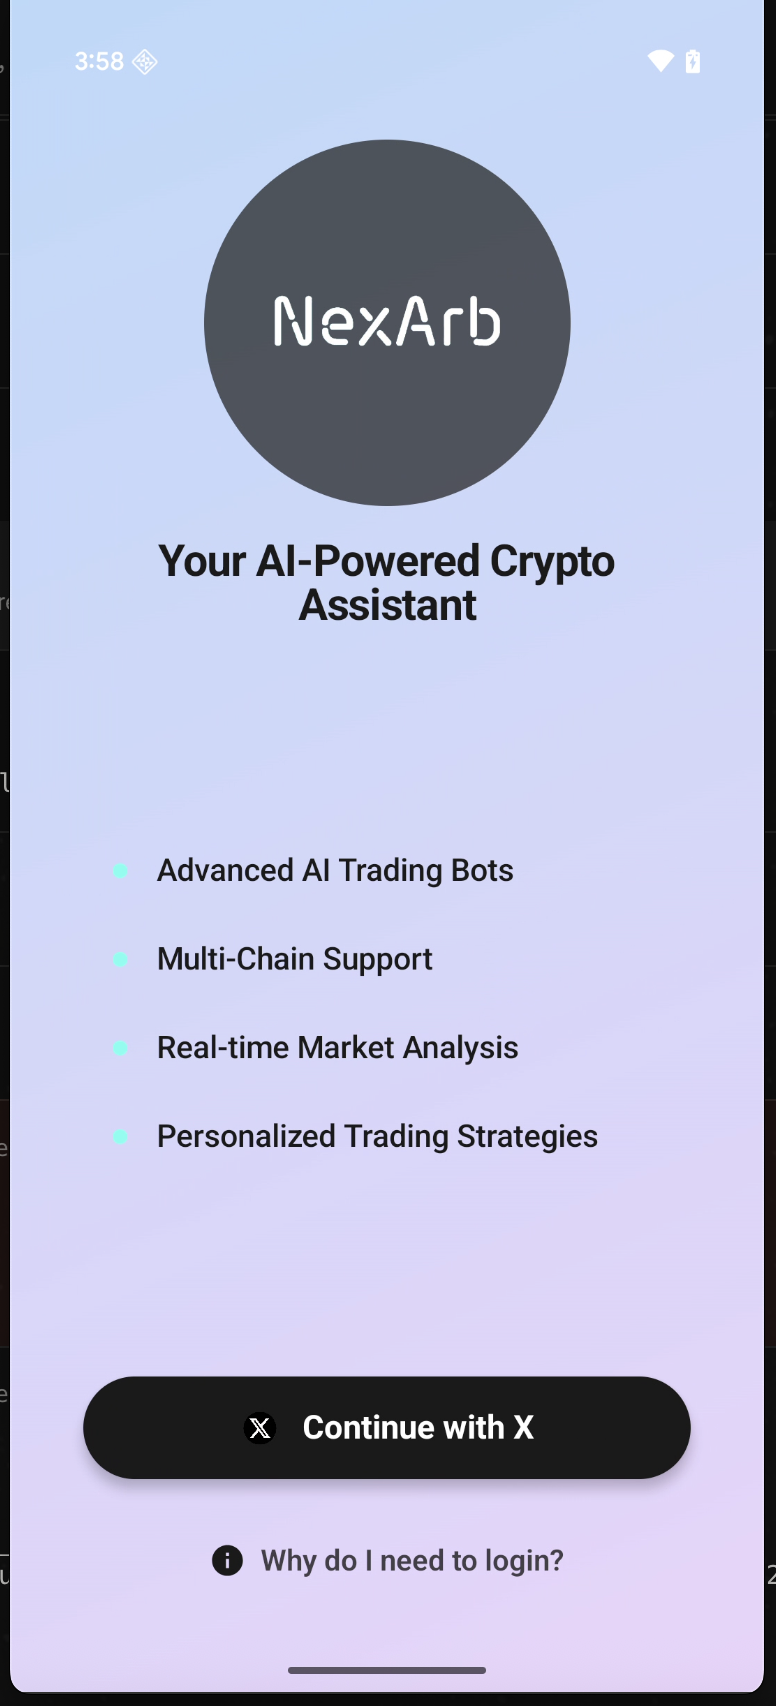 3:58
NexArb
Your AI-Powered Crypto
Assistant
Advanced AI Trading Bots
Multi-Chain Support
Real-time Market Analysis
Personalized Trading Strategies
Continue with X
Why do I need to login?